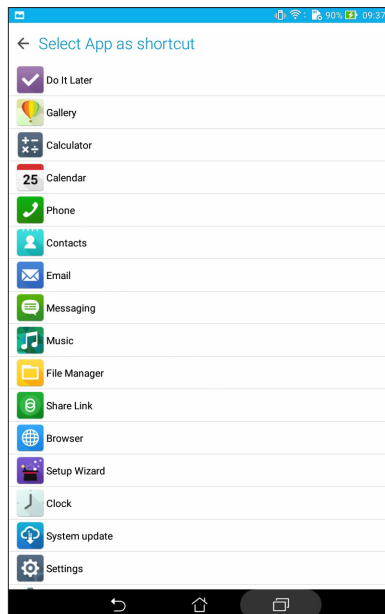 90% 09:37
Select App as shortcut
Do It Later
Gallery
Calculator
25 Calendar
Phone
Contacts
Email
Messaging
Music
File Manager
Share Link
Browser
Setup Wizard
Clock
System update
Settings